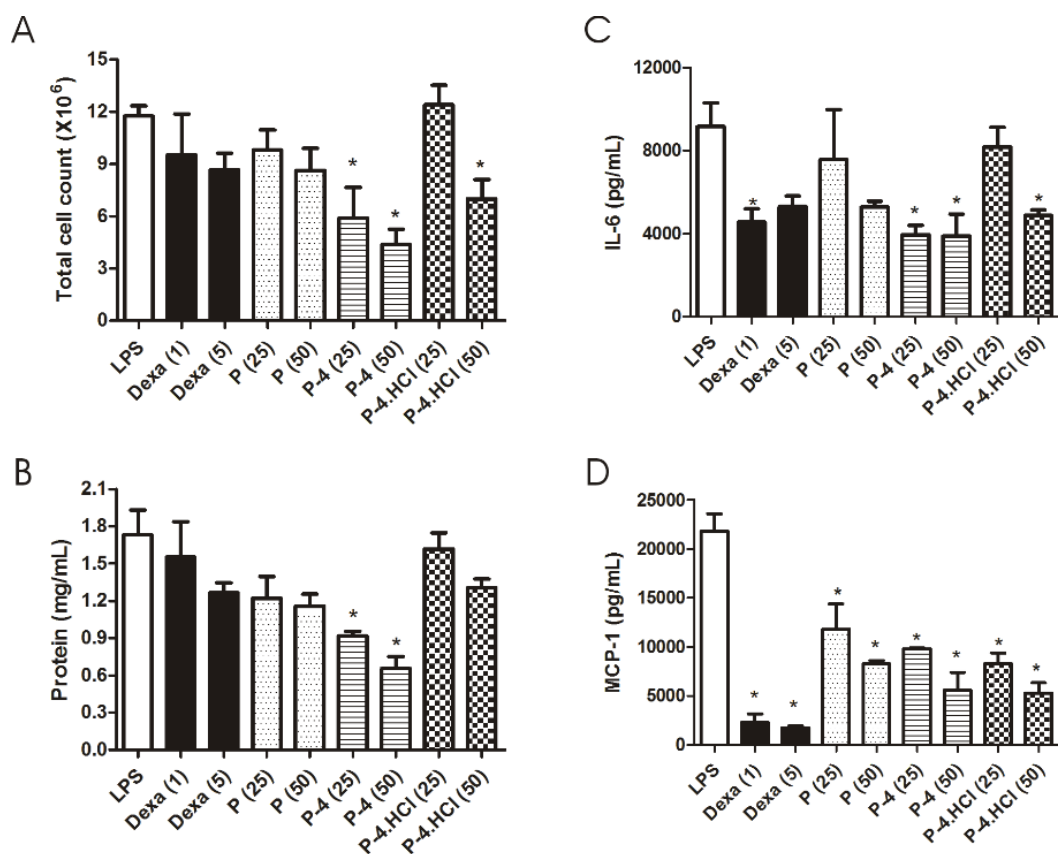 A
Total cell count (X10⁶)
15
12
9
6
3
0
*
*
*
LPS
Dexa (1)
Dexa (5)
P (25)
P (50)
P-4 (25)
P-4 (50)
P-4.HCl (25)
P-4.HCl (50)
B
Protein (mg/mL)
2.1
1.8
1.5
1.2
0.9
0.6
0.3
0.0
*
*
LPS
Dexa (1)
Dexa (5)
P (25)
P (50)
P-4 (25)
P-4 (50)
P-4.HCl (25)
P-4.HCl (50)
C
IL-6 (pg/mL)
12000
8000
4000
0
*
*
*
*
LPS
Dexa (1)
Dexa (5)
P (25)
P (50)
P-4 (25)
P-4 (50)
P-4.HCl (25)
P-4.HCl (50)
D
MCP-1 (pg/mL)
25000
20000
15000
10000
5000
0
*
*
*
*
*
*
*
*
LPS
Dexa (1)
Dexa (5)
P (25)
P (50)
P-4 (25)
P-4 (50)
P-4.HCl (25)
P-4.HCl (50)